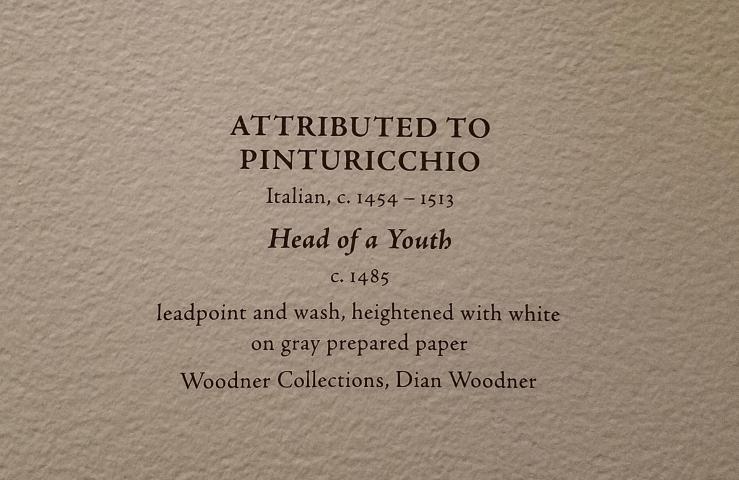 ATTRIBUTED TO
PINTURICCHIO
Italian, c. 1454 – 1513
Head of a Youth
c. 1485
leadpoint and wash, heightened with white
on gray prepared paper
Woodner Collections, Dian Woodner